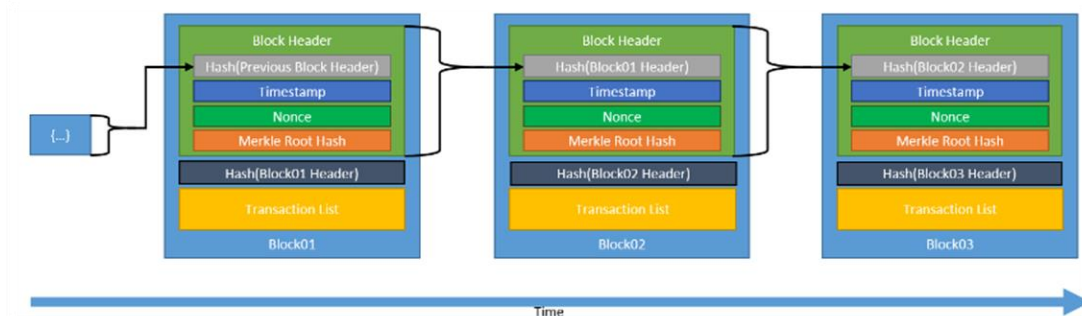 {...}
Block Header
Hash(Previous Block Header)
Timestamp
Nonce
Merkle Root Hash
Hash(Block01 Header)
Transaction List
Block01
Block Header
Hash(Block01 Header)
Timestamp
Nonce
Merkle Root Hash
Hash(Block02 Header)
Transaction List
Block02
Block Header
Hash(Block02 Header)
Timestamp
Nonce
Merkle Root Hash
Hash(Block03 Header)
Transaction List
Block03
Time